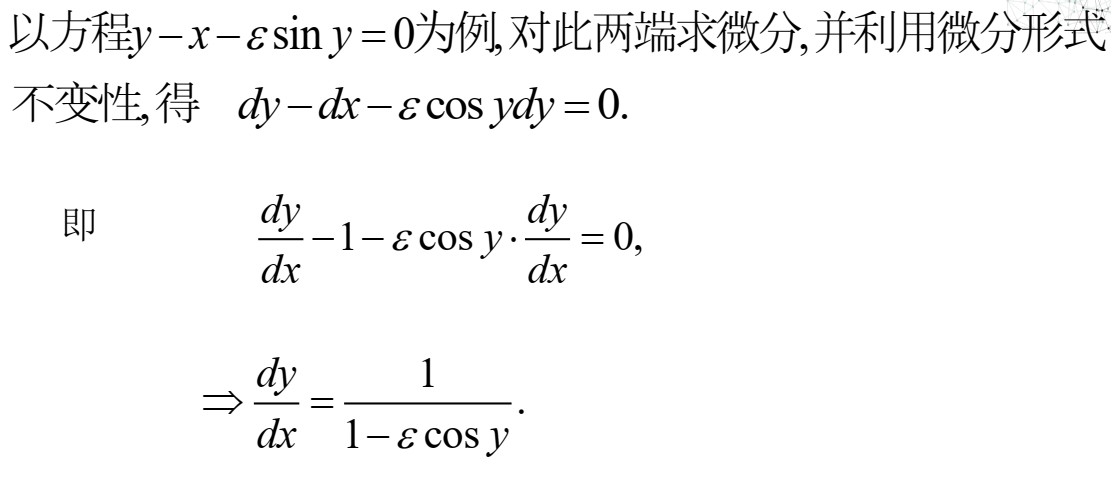 以方程y − x − ε sin y = 0为例, 对此两端求微分, 并利用微分形式
不变性, 得 dy − dx − ε cos ydy = 0.
即 dy/dx − 1 − ε cos y · dy/dx = 0,
⇒ dy/dx = 1/(1 − ε cos y).